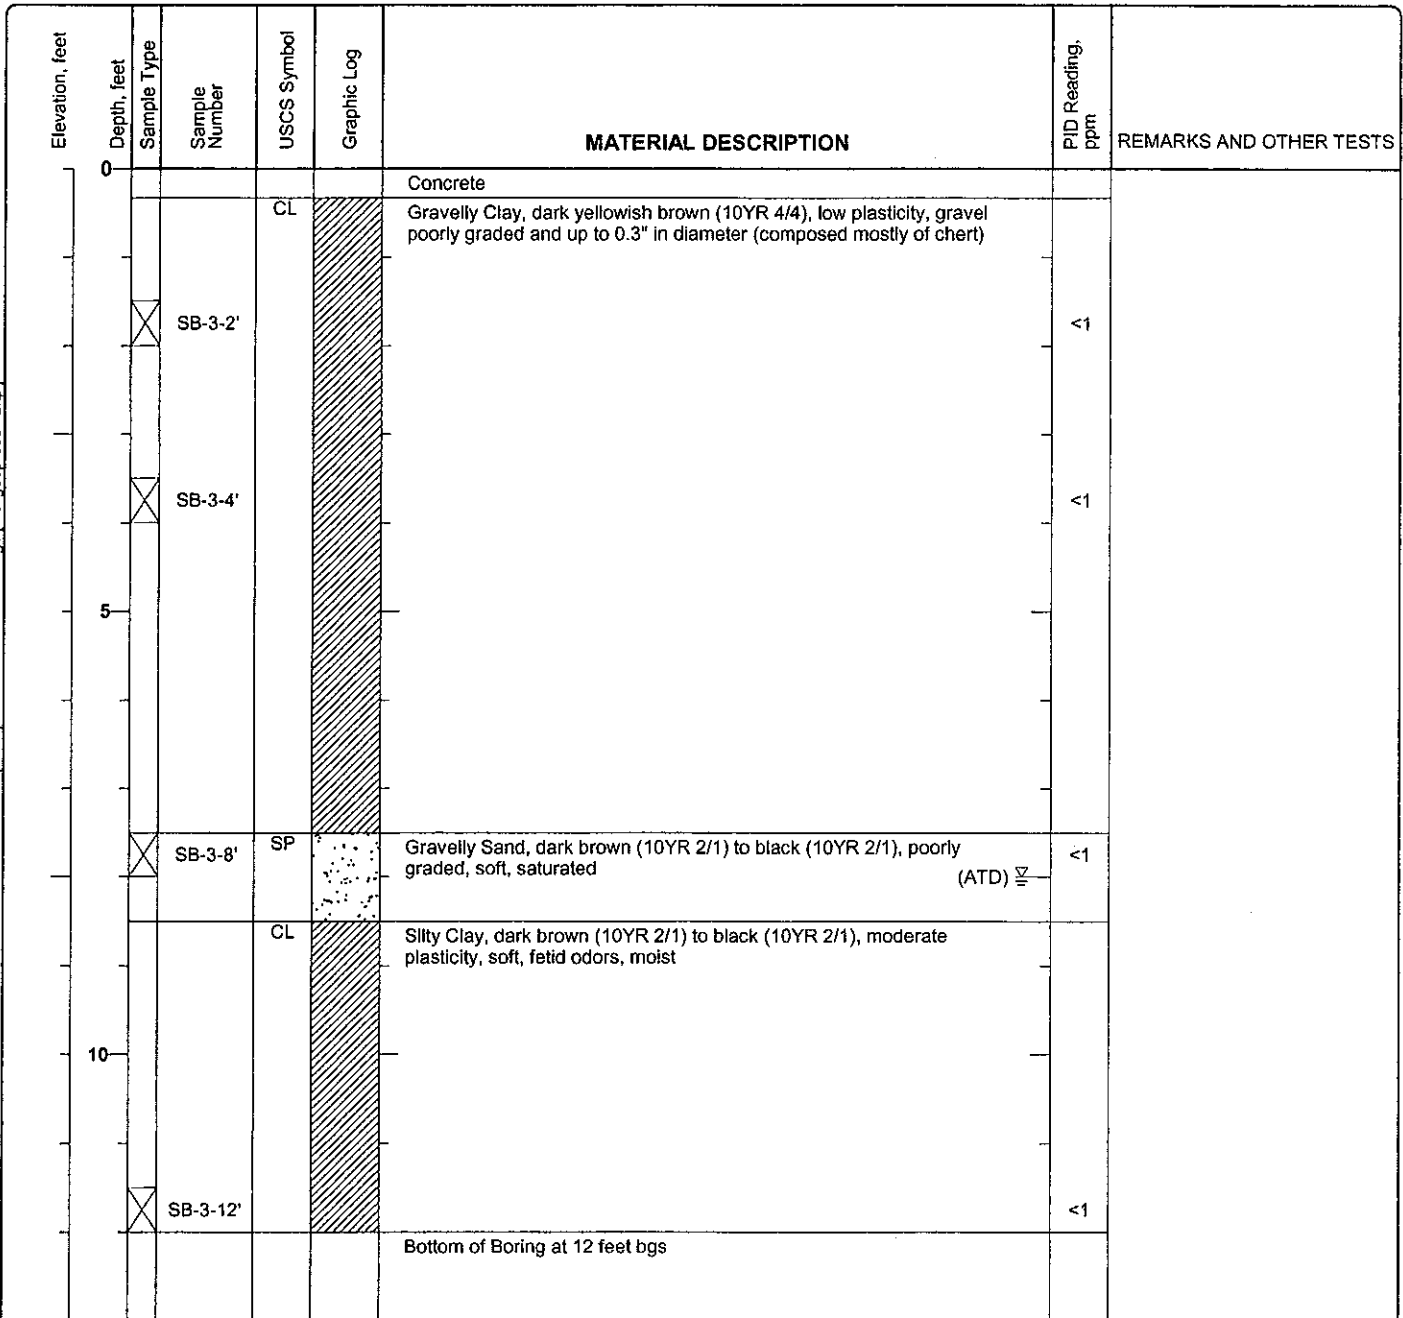 Elevation, feet
Depth, feet
Sample Type
Sample
Number
USCS Symbol
Graphic Log
MATERIAL DESCRIPTION
PID Reading,
ppm
REMARKS AND OTHER TESTS
0
Concrete
CL
Gravelly Clay, dark yellowish brown (10YR 4/4), low plasticity, gravel
poorly graded and up to 0.3" in diameter (composed mostly of chert)
SB-3-2'
<1
SB-3-4'
<1
5
SB-3-8'
SP
Gravelly Sand, dark brown (10YR 2/1) to black (10YR 2/1), poorly
graded, soft, saturated
(ATD)
<1
CL
Silty Clay, dark brown (10YR 2/1) to black (10YR 2/1), moderate
plasticity, soft, fetid odors, moist
10
SB-3-12'
<1
Bottom of Boring at 12 feet bgs